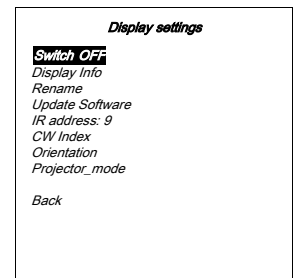 Display settings
Switch OFF
Display Info
Rename
Update Software
IR address: 9
CW Index
Orientation
Projector_mode
Back